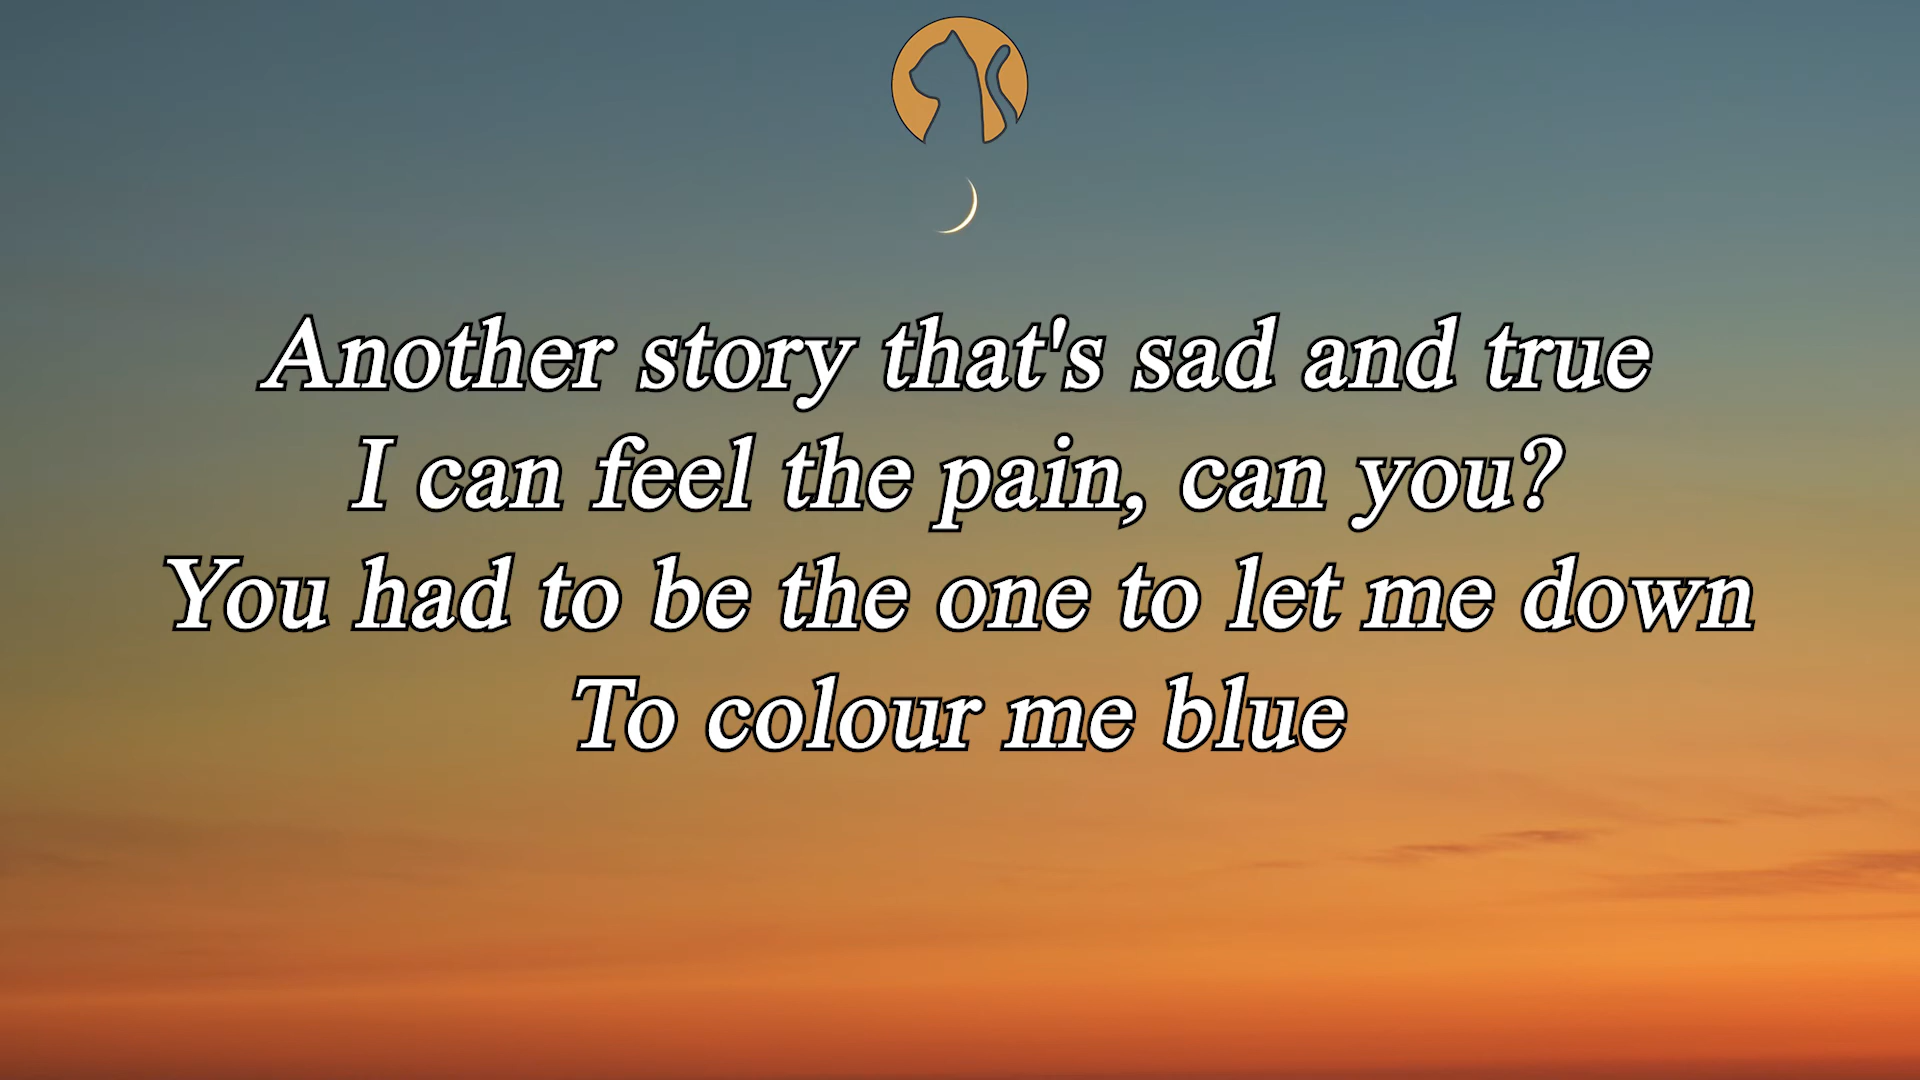 Another story that's sad and true
I can feel the pain, can you?
You had to be the one to let me down
To colour me blue